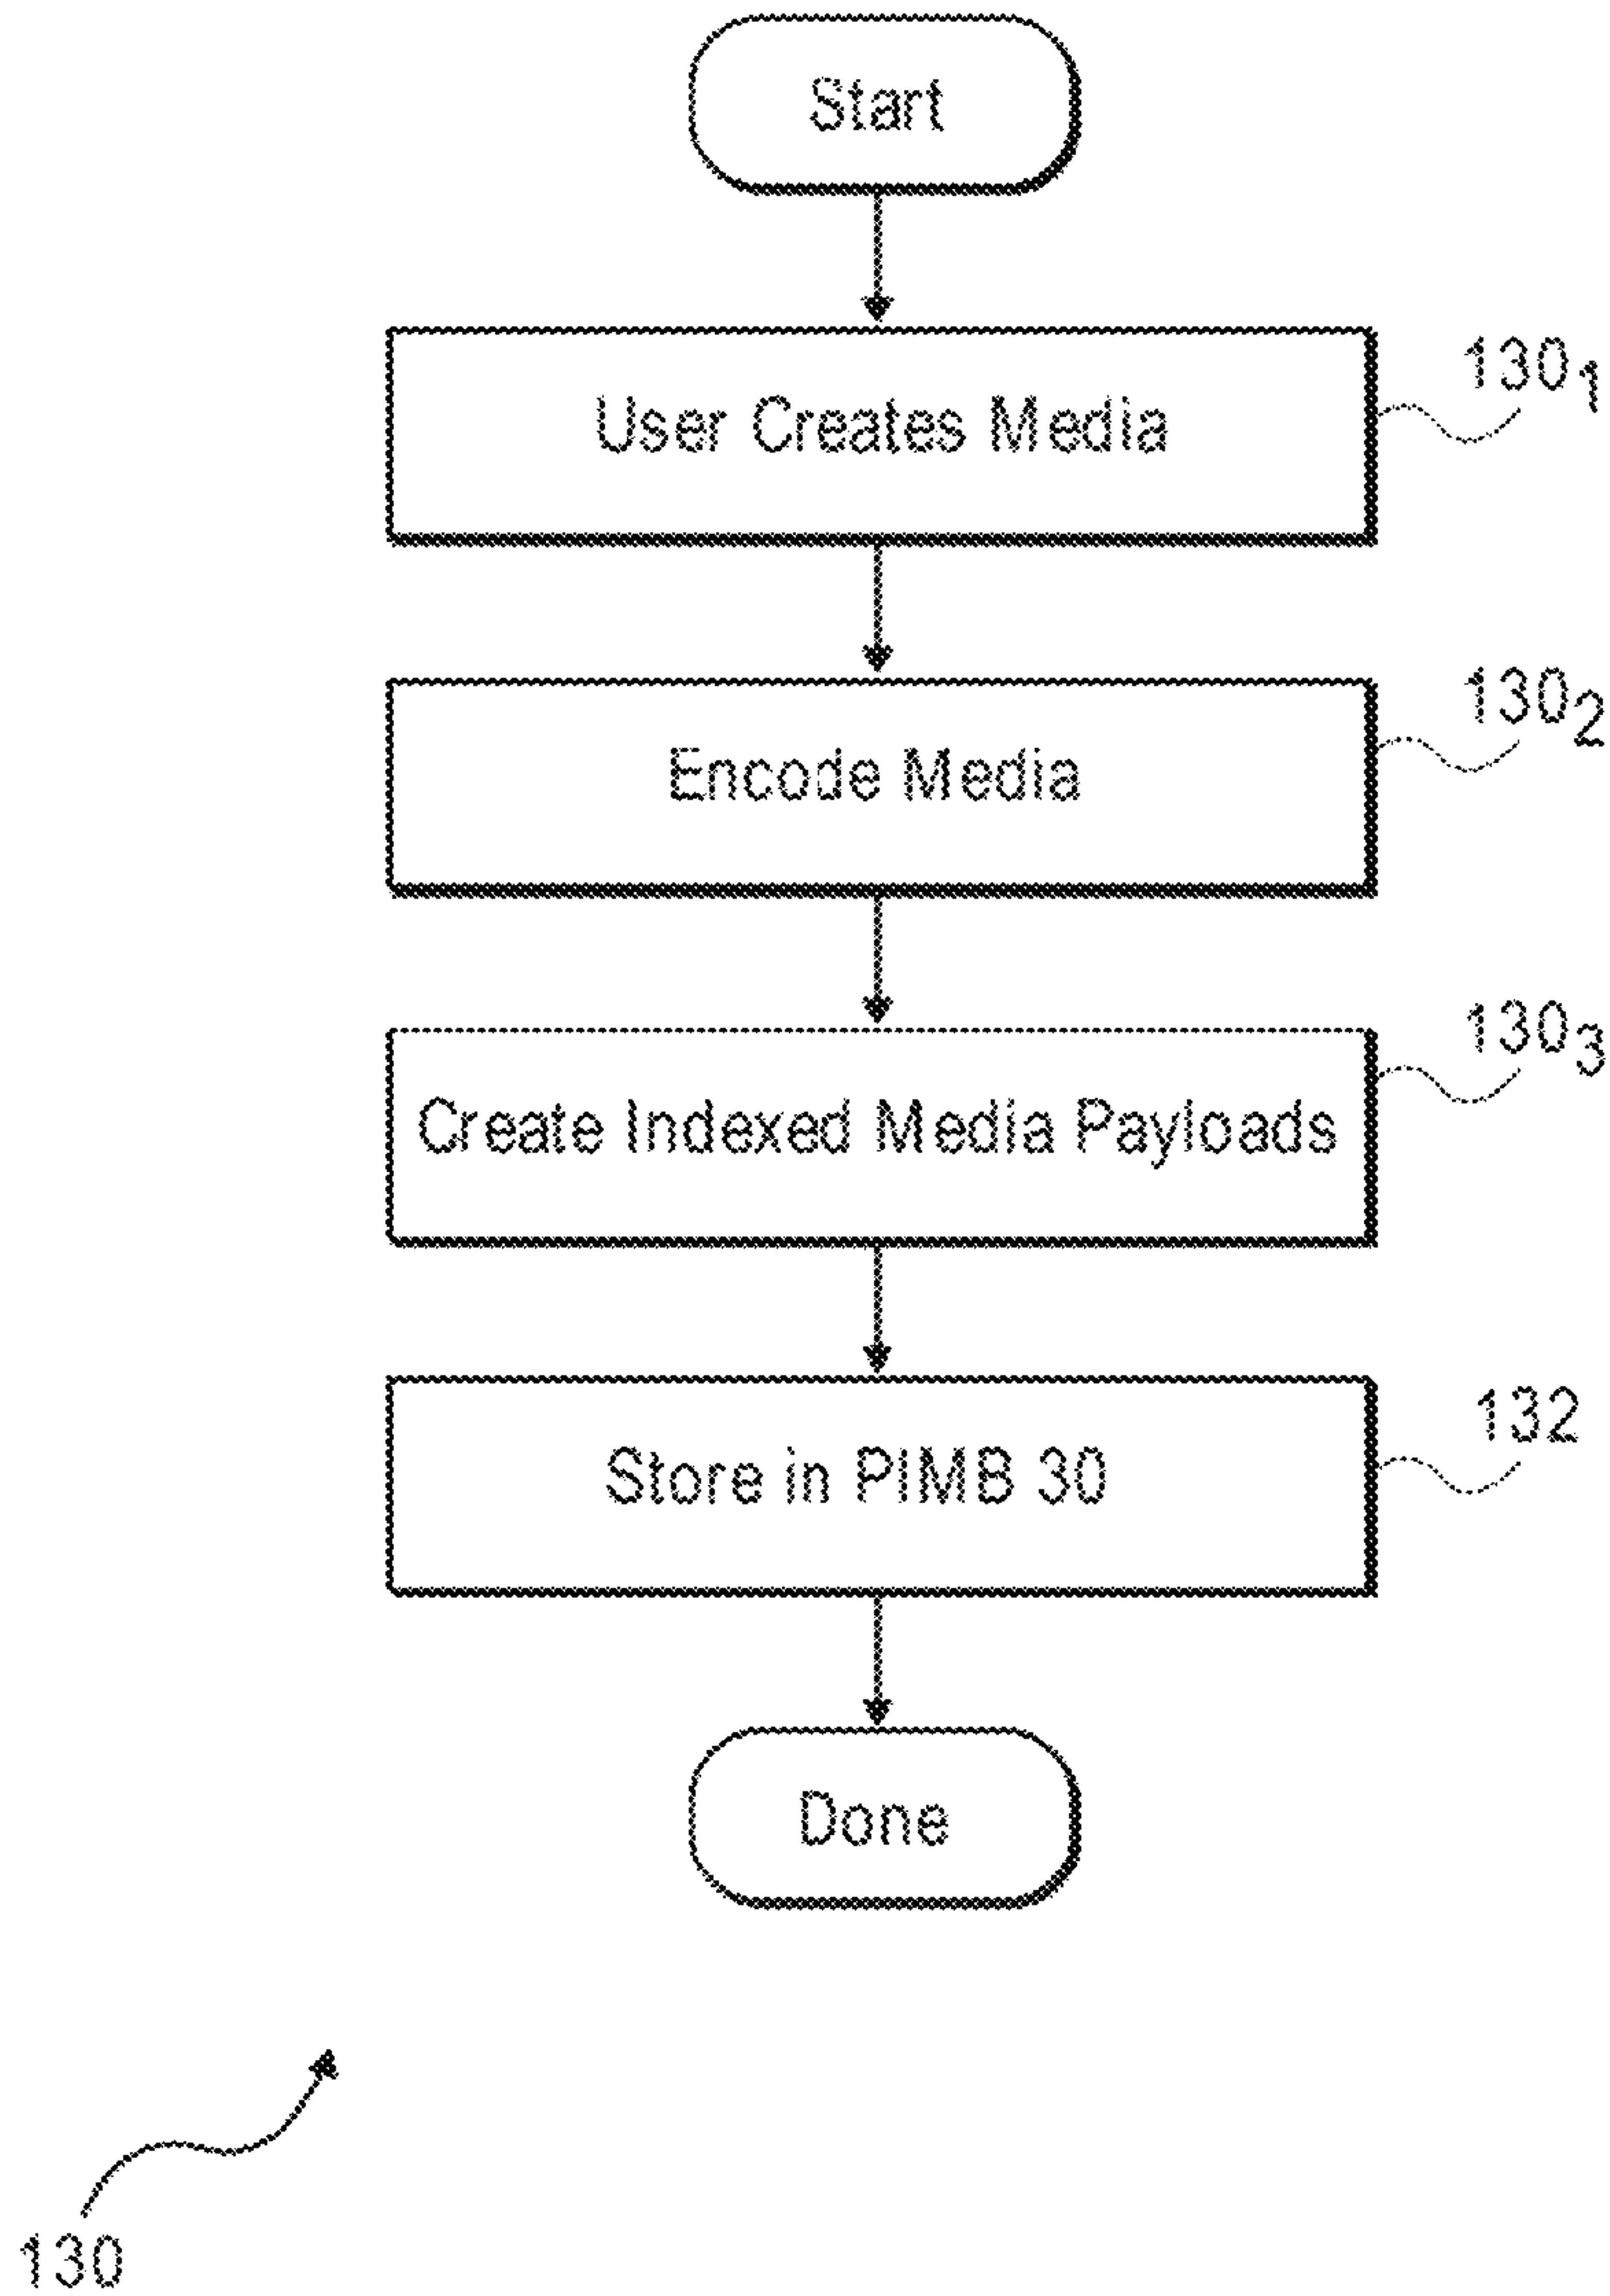 Start
User Creates Media
130₁
Encode Media
130₂
Create Indexed Media Payloads
130₃
Store in PIMB 30
132
Done
130